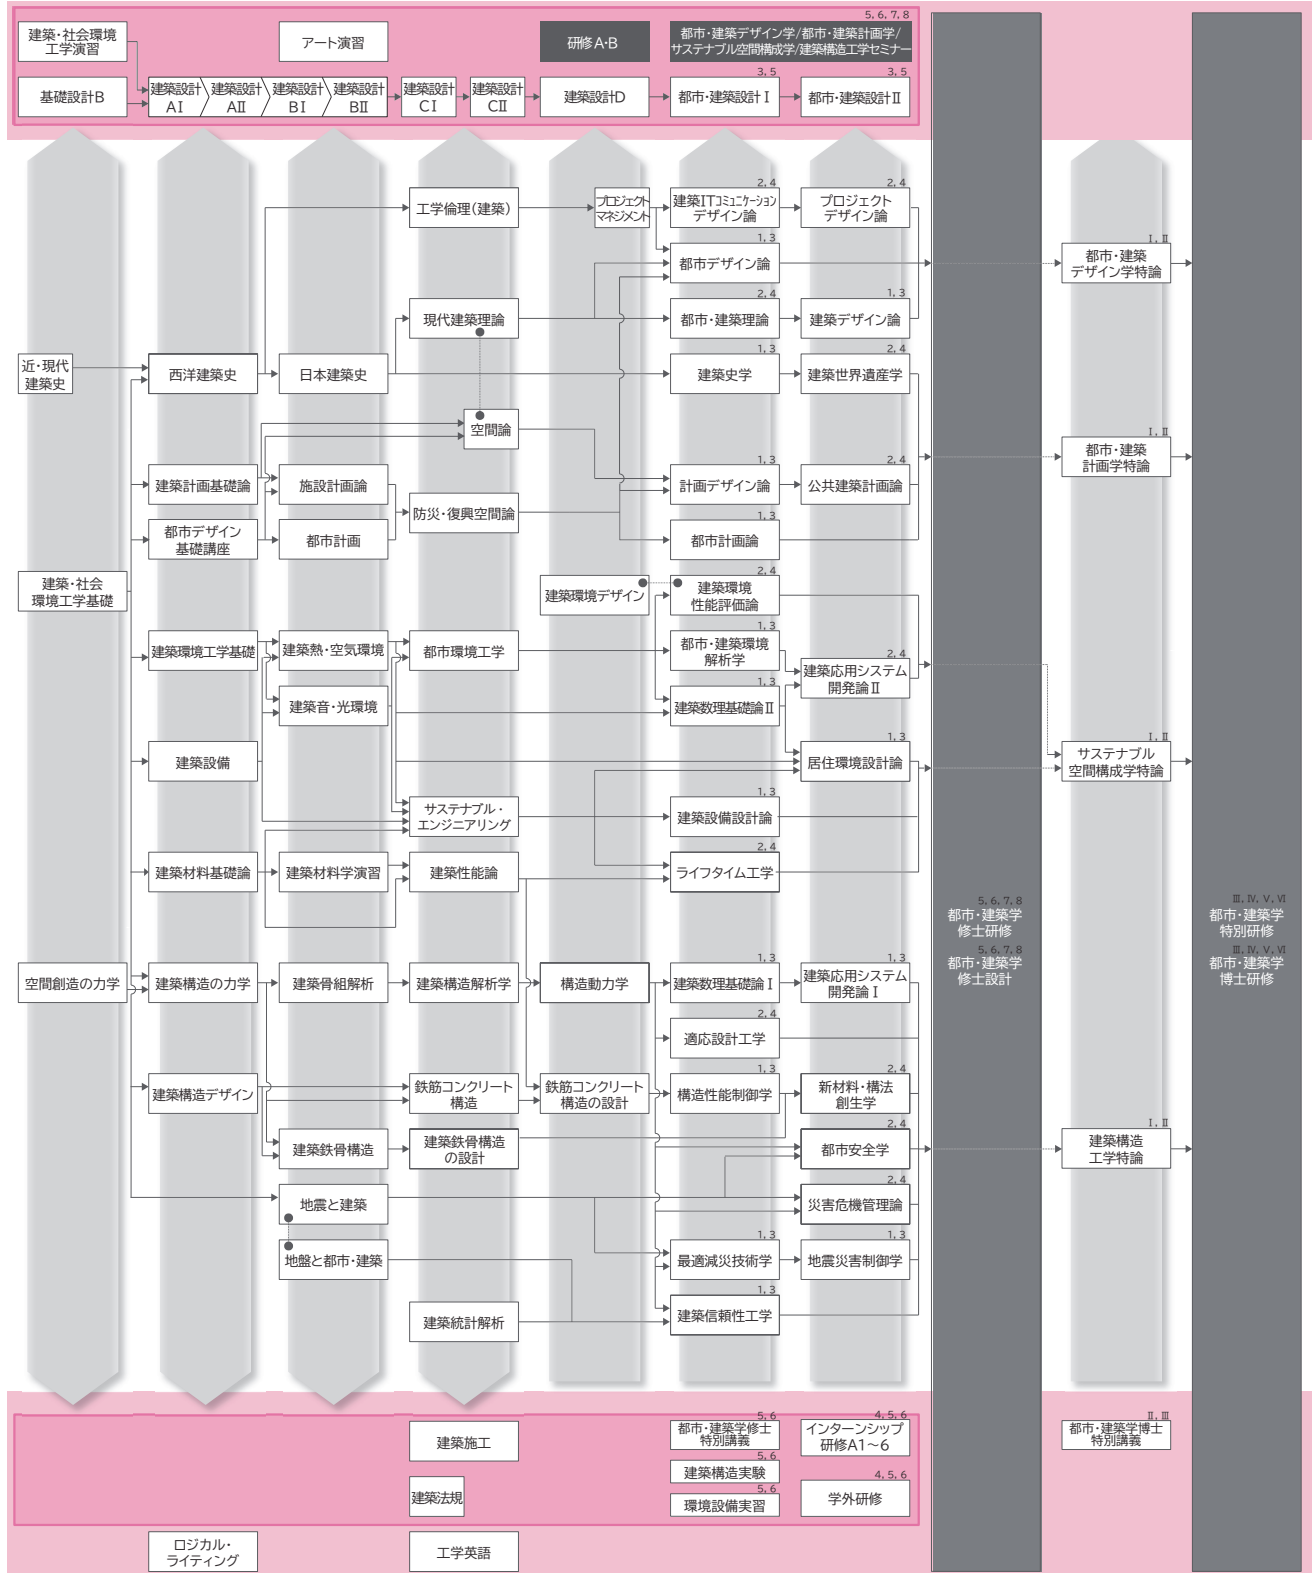 5, 6, 7, 8
建築・社会環境
工学演習
アート演習
研修A・B
都市・建築デザイン学/都市・建築計画学/
サステナブル空間構成学/建築構造工学セミナー
基礎設計B
建築設計
AⅠ
建築設計
AⅡ
建築設計
BⅠ
建築設計
BⅡ
建築設計
CⅠ
建築設計
CⅡ
建築設計D
3, 5
都市・建築設計Ⅰ
3, 5
都市・建築設計Ⅱ
工学倫理(建築)
プロジェクト
マネジメント
2, 4
建築ITコミュニケーション
デザイン論
2, 4
プロジェクト
デザイン論
1, 3
都市デザイン論
Ⅰ, Ⅱ
都市・建築
デザイン学特論
現代建築理論
2, 4
都市・建築理論
1, 3
建築デザイン論
近・現代
建築史
西洋建築史
日本建築史
1, 3
建築史学
2, 4
建築世界遺産学
空間論
Ⅰ, Ⅱ
都市・建築
計画学特論
建築計画基礎論
施設計画論
1, 3
計画デザイン論
2, 4
公共建築計画論
防災・復興空間論
都市デザイン
基礎講座
都市計画
1, 3
都市計画論
建築・社会
環境工学基礎
建築環境デザイン
2, 4
建築環境
性能評価論
建築環境工学基礎
建築熱・空気環境
都市環境工学
1, 3
都市・建築環境
解析学
2, 4
建築応用システム
開発論Ⅱ
建築音・光環境
1, 3
建築数理基礎論Ⅱ
建築設備
1, 3
居住環境設計論
Ⅰ, Ⅱ
サステナブル
空間構成学特論
サステナブル・
エンジニアリング
1, 3
建築設備設計論
建築材料基礎論
建築材料学演習
建築性能論
2, 4
ライフタイム工学
5, 6, 7, 8
都市・建築学
修士研修
Ⅲ, Ⅳ, Ⅴ, Ⅵ
都市・建築学
特別研修
5, 6, 7, 8
都市・建築学
修士設計
Ⅲ, Ⅳ, Ⅴ, Ⅵ
都市・建築学
博士研修
空間創造の力学
建築構造の力学
建築骨組解析
建築構造解析学
構造動力学
1, 3
建築数理基礎論Ⅰ
1, 3
建築応用システム
開発論Ⅰ
2, 4
適応設計工学
建築構造デザイン
鉄筋コンクリート
構造
鉄筋コンクリート
構造の設計
1, 3
構造性能制御学
2, 4
新材料・構法
創生学
建築鉄骨構造
建築鉄骨構造
の設計
2, 4
都市安全学
Ⅰ, Ⅱ
建築構造
工学特論
地震と建築
2, 4
災害危機管理論
地盤と都市・建築
1, 3
最適減災技術学
1, 3
地震災害制御学
建築統計解析
1, 3
建築信頼性工学
建築施工
5, 6
都市・建築学修士
特別講義
4, 5, 6
インターンシップ
研修A1〜6
Ⅱ, Ⅲ
都市・建築学博士
特別講義
5, 6
建築構造実験
建築法規
5, 6
環境設備実習
4, 5, 6
学外研修
ロジカル・
ライティング
工学英語